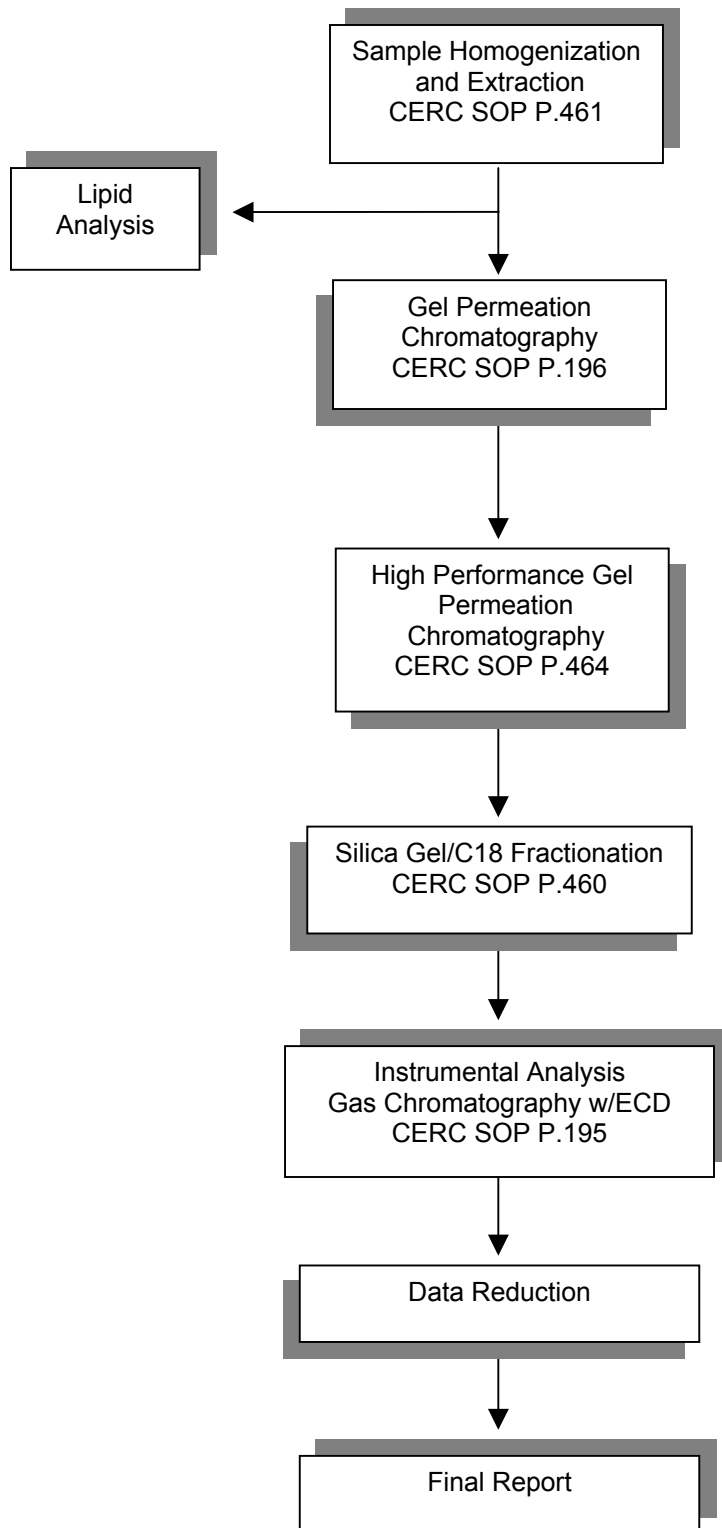 Sample Homogenization
and Extraction
CERC SOP P.461
Lipid
Analysis
Gel Permeation
Chromatography
CERC SOP P.196
High Performance Gel
Permeation
Chromatography
CERC SOP P.464
Silica Gel/C18 Fractionation
CERC SOP P.460
Instrumental Analysis
Gas Chromatography w/ECD
CERC SOP P.195
Data Reduction
Final Report